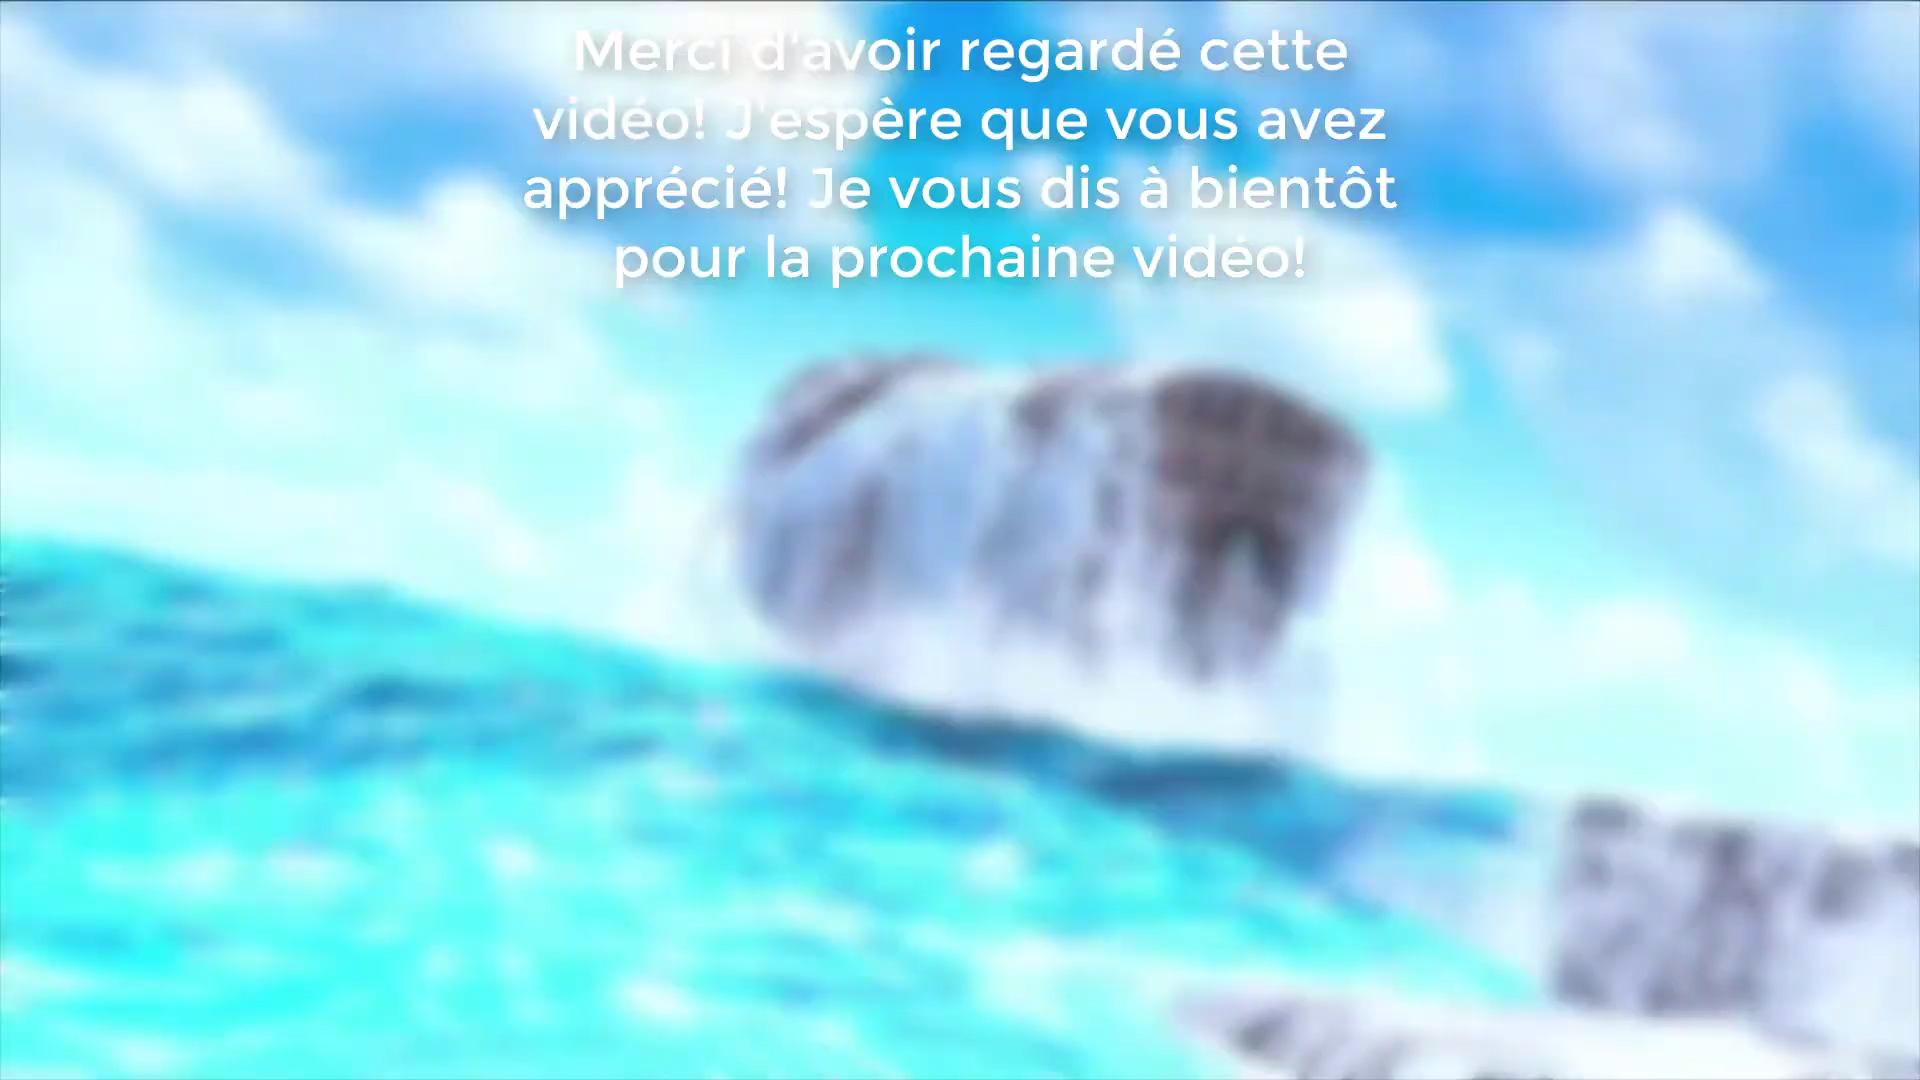 Merci d'avoir regardé cette
vidéo! J'espère que vous avez
apprécié! Je vous dis à bientôt
pour la prochaine vidéo!